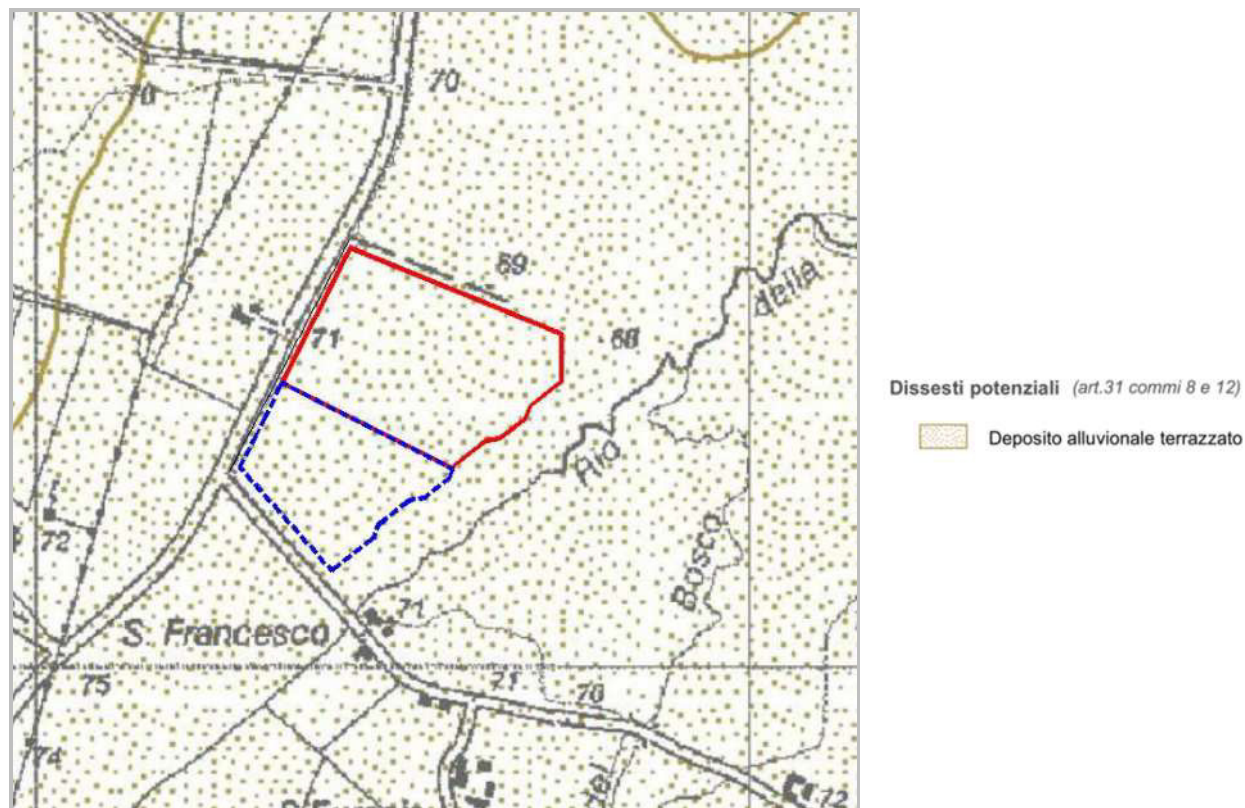 70
70
69
della
71
68
Rio
72
Bosco
71
S. Francesco
75
71
70
74
del
72
Dissesti potenziali (art.31 commi 8 e 12)
Deposito alluvionale terrazzato